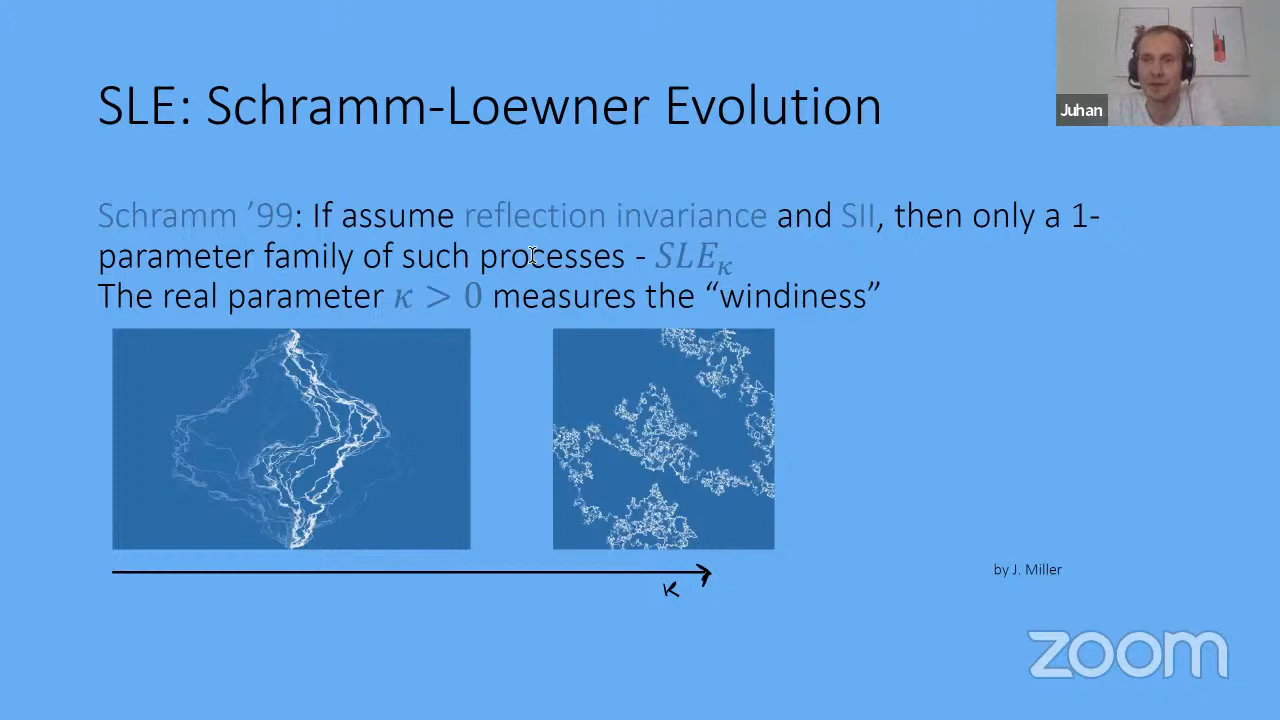 SLE: Schramm-Loewner Evolution
Juhan
Schramm ’99: If assume reflection invariance and SII, then only a 1-
parameter family of such processes - SLEκ
The real parameter κ > 0 measures the “windiness”
κ
by J. Miller
zoom